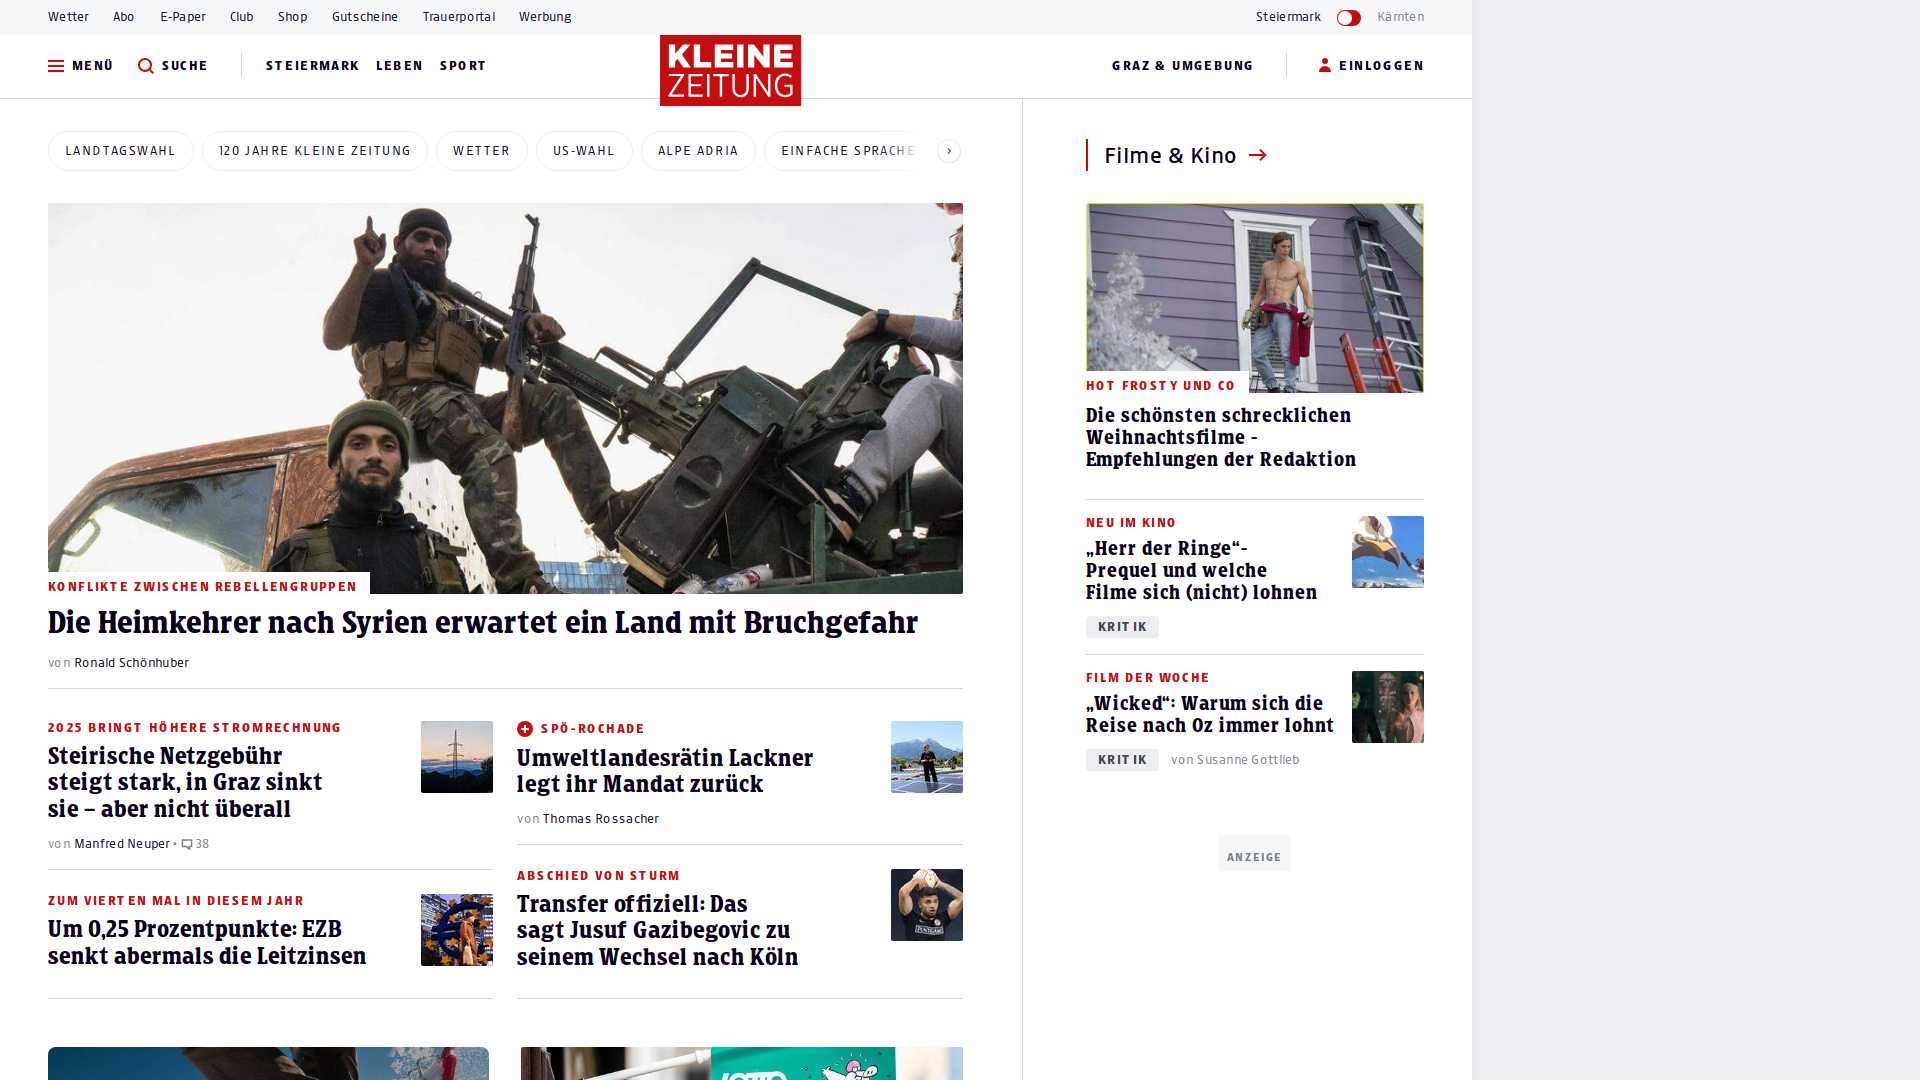 Wetter Abo E-Paper Club Shop Gutscheine Trauerportal Werbung Steiermark Kärnten
MENÜ SUCHE STEIERMARK LEBEN SPORT KLEINE ZEITUNG GRAZ & UMGEBUNG EINLOGGEN
LANDTAGSWAHL 120 JAHRE KLEINE ZEITUNG WETTER US-WAHL ALPE ADRIA EINFACHE SPRACHE
KONFLIKTE ZWISCHEN REBELLENGRUPPEN
Die Heimkehrer nach Syrien erwartet ein Land mit Bruchgefahr
von Ronald Schönhuber
2025 BRINGT HÖHERE STROMRECHNUNG
Steirische Netzgebühr
steigt stark, in Graz sinkt
sie – aber nicht überall
von Manfred Neuper • 38
ZUM VIERTEN MAL IN DIESEM JAHR
Um 0,25 Prozentpunkte: EZB
senkt abermals die Leitzinsen
SPÖ-ROCHADE
Umweltlandesrätin Lackner
legt ihr Mandat zurück
von Thomas Rossacher
ABSCHIED VON STURM
Transfer offiziell: Das
sagt Jusuf Gazibegovic zu
seinem Wechsel nach Köln
PUNTIGAM
LOTTO
Filme & Kino
HOT FROSTY UND CO
Die schönsten schrecklichen
Weihnachtsfilme -
Empfehlungen der Redaktion
NEU IM KINO
„Herr der Ringe“-
Prequel und welche
Filme sich (nicht) lohnen
KRITIK
FILM DER WOCHE
„Wicked“: Warum sich die
Reise nach Oz immer lohnt
KRITIK von Susanne Gottlieb
ANZEIGE